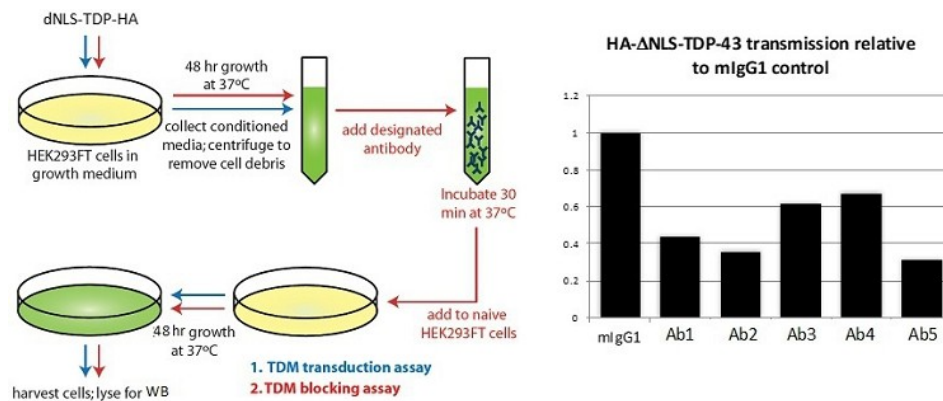 dNLS-TDP-HA
48 hr growth
at 37ºC
collect conditioned
media; centrifuge to
remove cell debris
HEK293FT cells in
growth medium
add designated
antibody
Incubate 30
min at 37ºC
add to naive
HEK293FT cells
48 hr growth
at 37ºC
1. TDM transduction assay
2. TDM blocking assay
harvest cells; lyse for WB
HA-ΔNLS-TDP-43 transmission relative
to mIgG1 control
1.2
1
0.8
0.6
0.4
0.2
0
mIgG1 Ab1 Ab2 Ab3 Ab4 Ab5